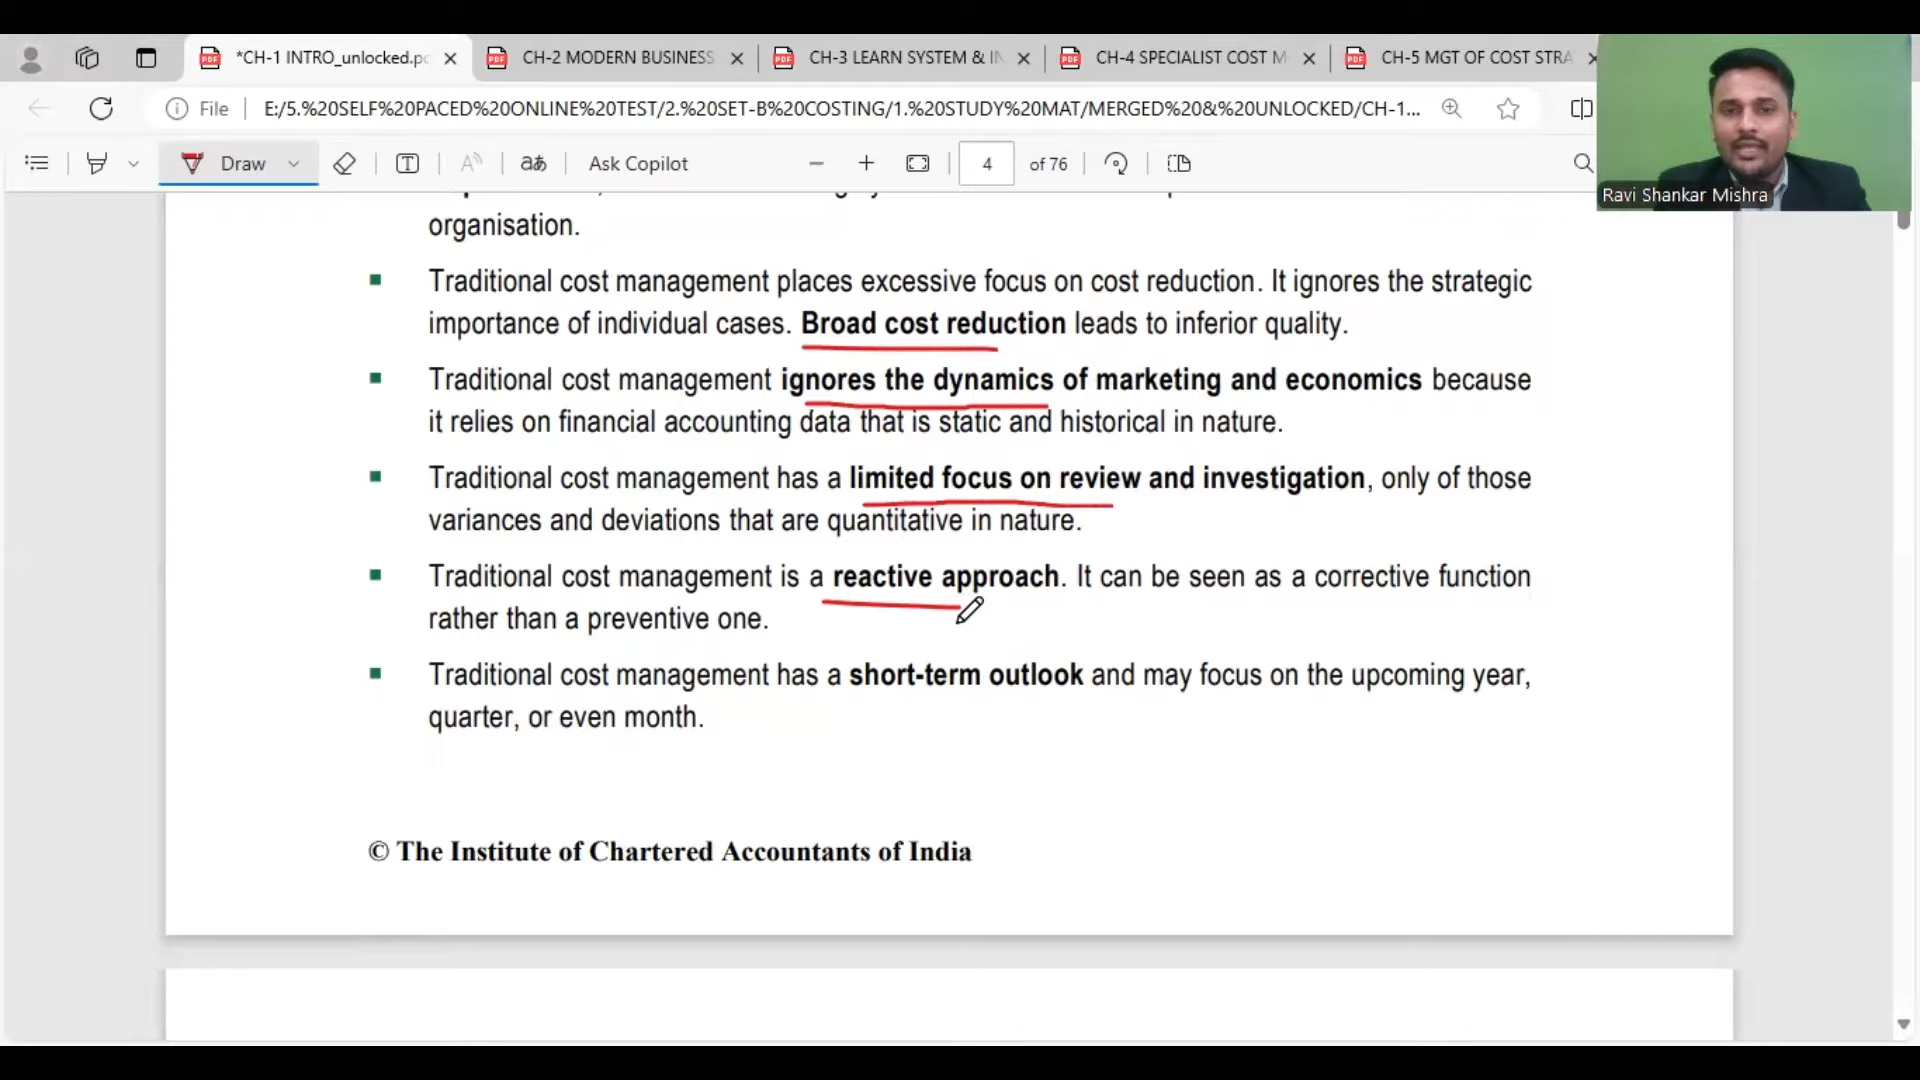 *CH-1 INTRO_unlocked.pc
CH-2 MODERN BUSINESS
CH-3 LEARN SYSTEM & IN
CH-4 SPECIALIST COST M
CH-5 MGT OF COST STRA
File
E:/5.%20SELF%20PACED%20ONLINE%20TEST/2.%20SET-B%20COSTING/1.%20STUDY%20MAT/MERGED%20&%20UNLOCKED/CH-1...
Draw
Ask Copilot
4 of 76
Ravi Shankar Mishra
organisation.
Traditional cost management places excessive focus on cost reduction. It ignores the strategic
importance of individual cases. Broad cost reduction leads to inferior quality.
Traditional cost management ignores the dynamics of marketing and economics because
it relies on financial accounting data that is static and historical in nature.
Traditional cost management has a limited focus on review and investigation, only of those
variances and deviations that are quantitative in nature.
Traditional cost management is a reactive approach. It can be seen as a corrective function
rather than a preventive one.
Traditional cost management has a short-term outlook and may focus on the upcoming year,
quarter, or even month.
© The Institute of Chartered Accountants of India